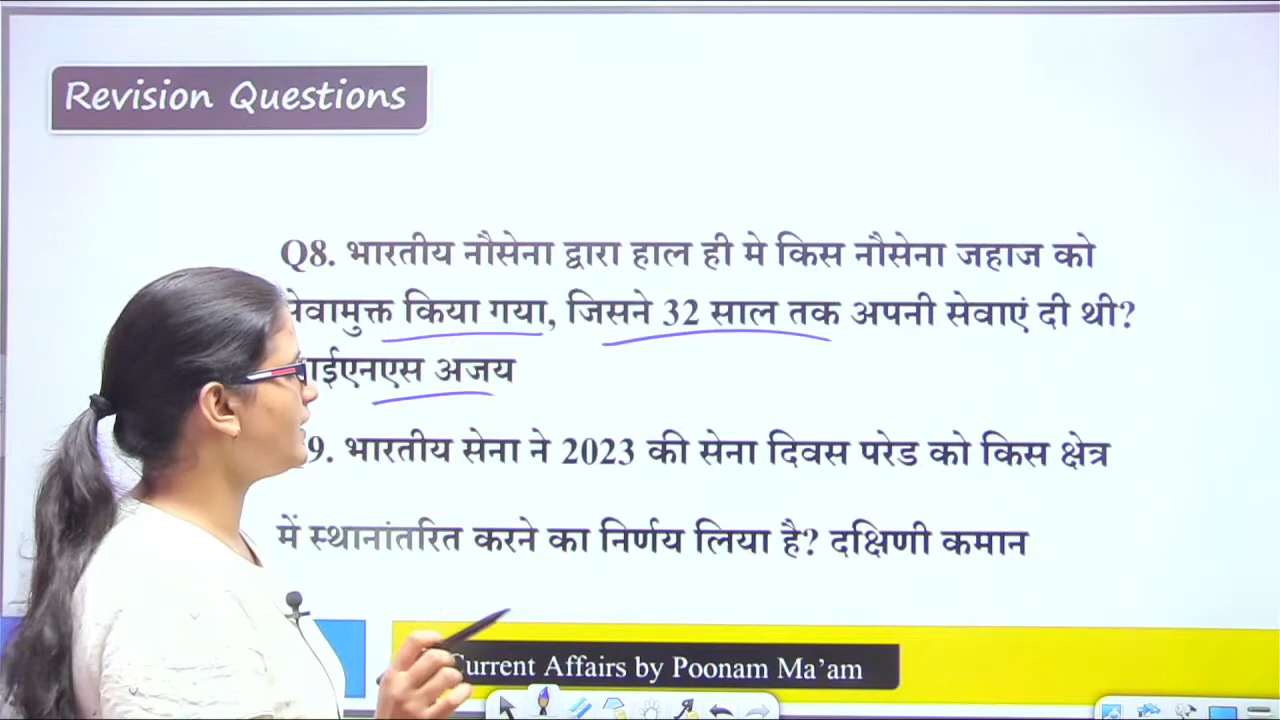 Revision Questions
Q8. भारतीय नौसेना द्वारा हाल ही मे किस नौसेना जहाज को
किया गया, जिसने 32 साल तक अपनी सेवाएं दी थी?
अजय
9. भारतीय सेना ने 2023 की सेना दिवस परेड को किस क्षेत्र
में स्थानांतरित करने का निर्णय लिया है? दक्षिणी कमान
Current Affairs by Poonam Ma’am